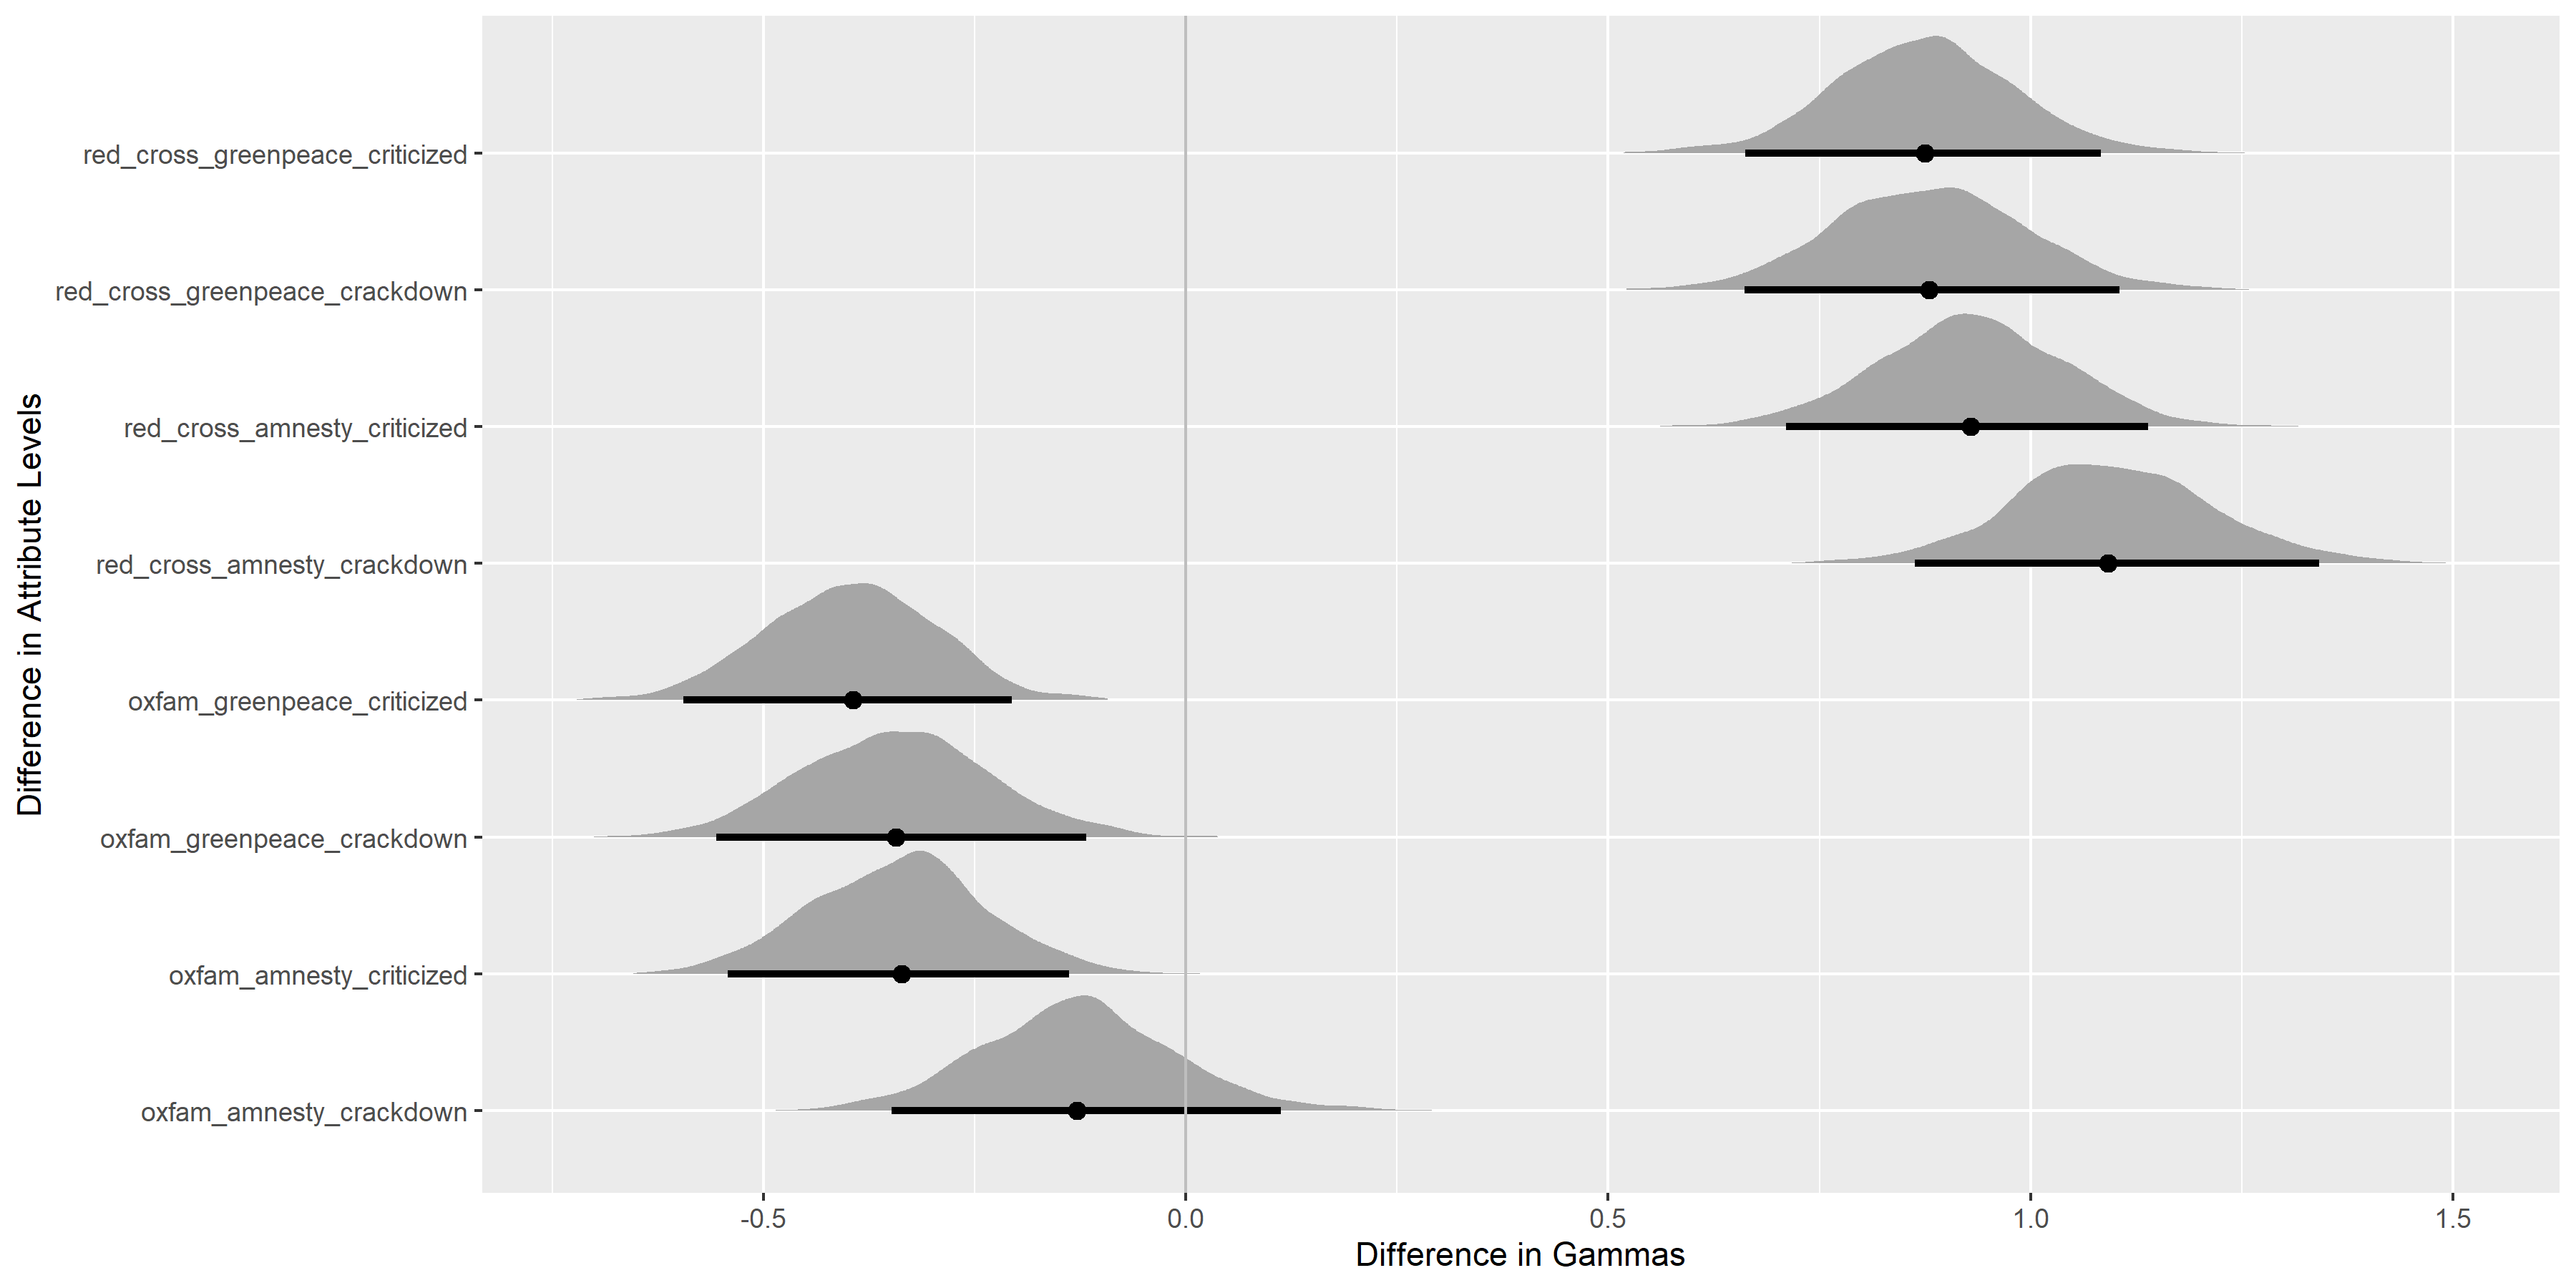 red_cross_greenpeace_criticized
red_cross_greenpeace_crackdown
red_cross_amnesty_criticized
red_cross_amnesty_crackdown
oxfam_greenpeace_criticized
oxfam_greenpeace_crackdown
oxfam_amnesty_criticized
oxfam_amnesty_crackdown
Difference in Attribute Levels
-0.5 0.0 0.5 1.0 1.5
Difference in Gammas